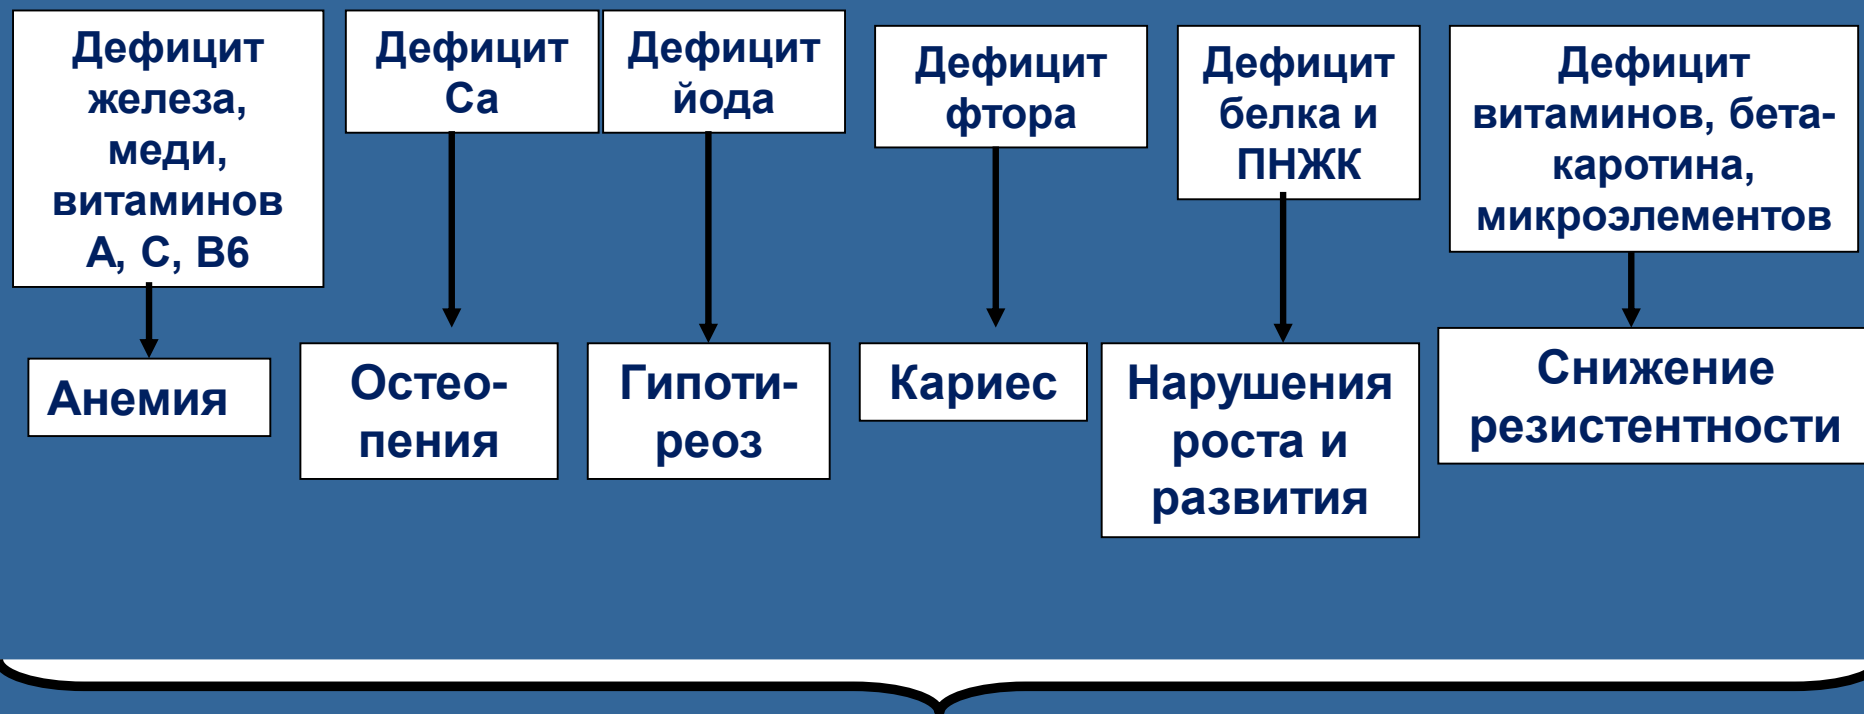 Дефицит
железа,
меди,
витаминов
А, С, В6
Дефицит
Са
Дефицит
йода
Дефицит
фтора
Дефицит
белка и
ПНЖК
Дефицит
витаминов, бета-
каротина,
микроэлементов
Анемия
Остео-
пения
Гипоти-
реоз
Кариес
Нарушения
роста и
развития
Снижение
резистентности